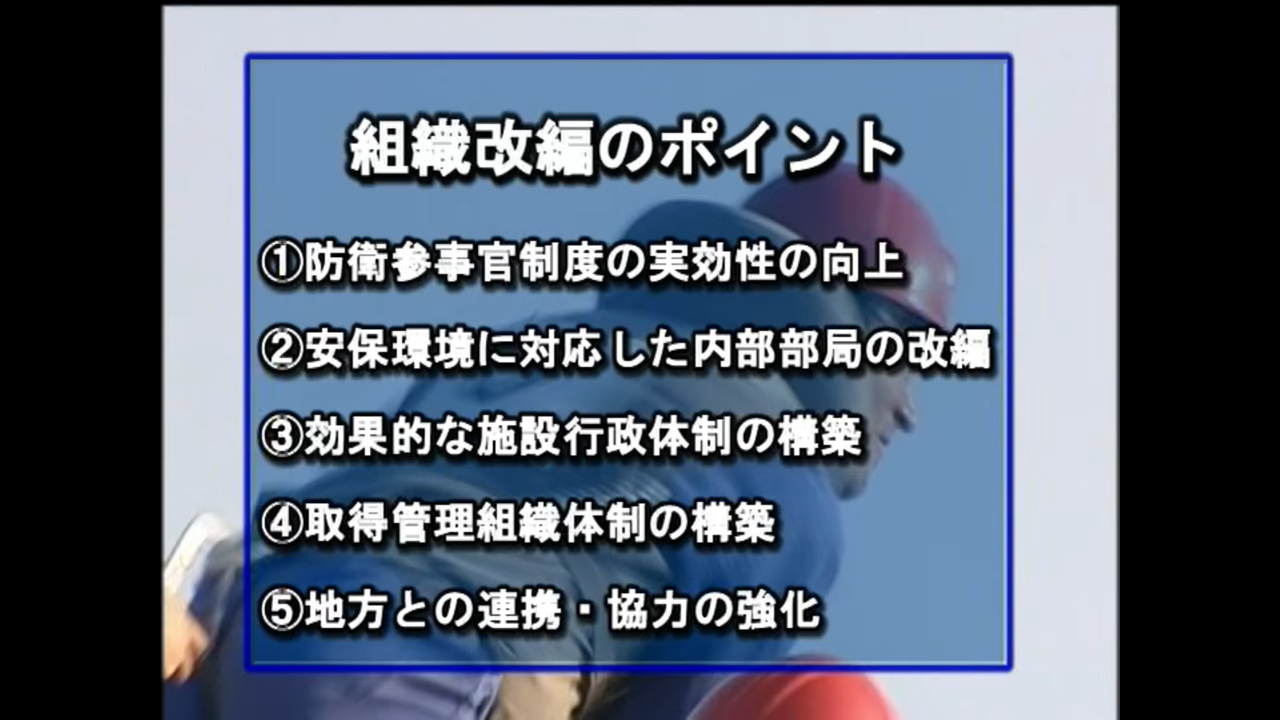 組織改編のポイント
①防衛参事官制度の実効性の向上
②安保環境に対応した内部部局の改編
③効果的な施設行政体制の構築
④取得管理組織体制の構築
⑤地方との連携・協力の強化